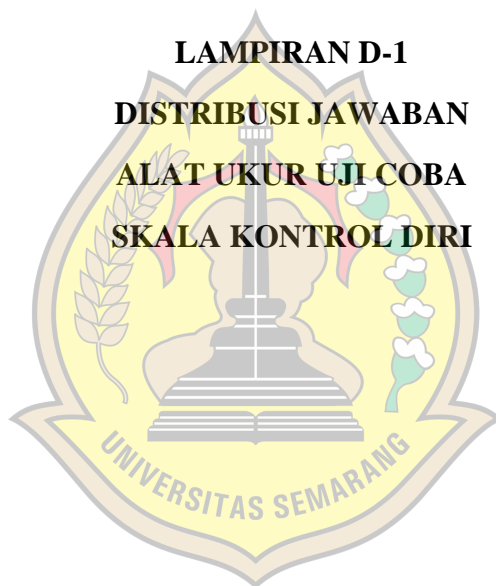 LAMPIRAN D-1
DISTRIBUSI JAWABAN
ALAT UKUR UJI COBA
SKALA KONTROL DIRI
UNIVERSITAS SEMARANG